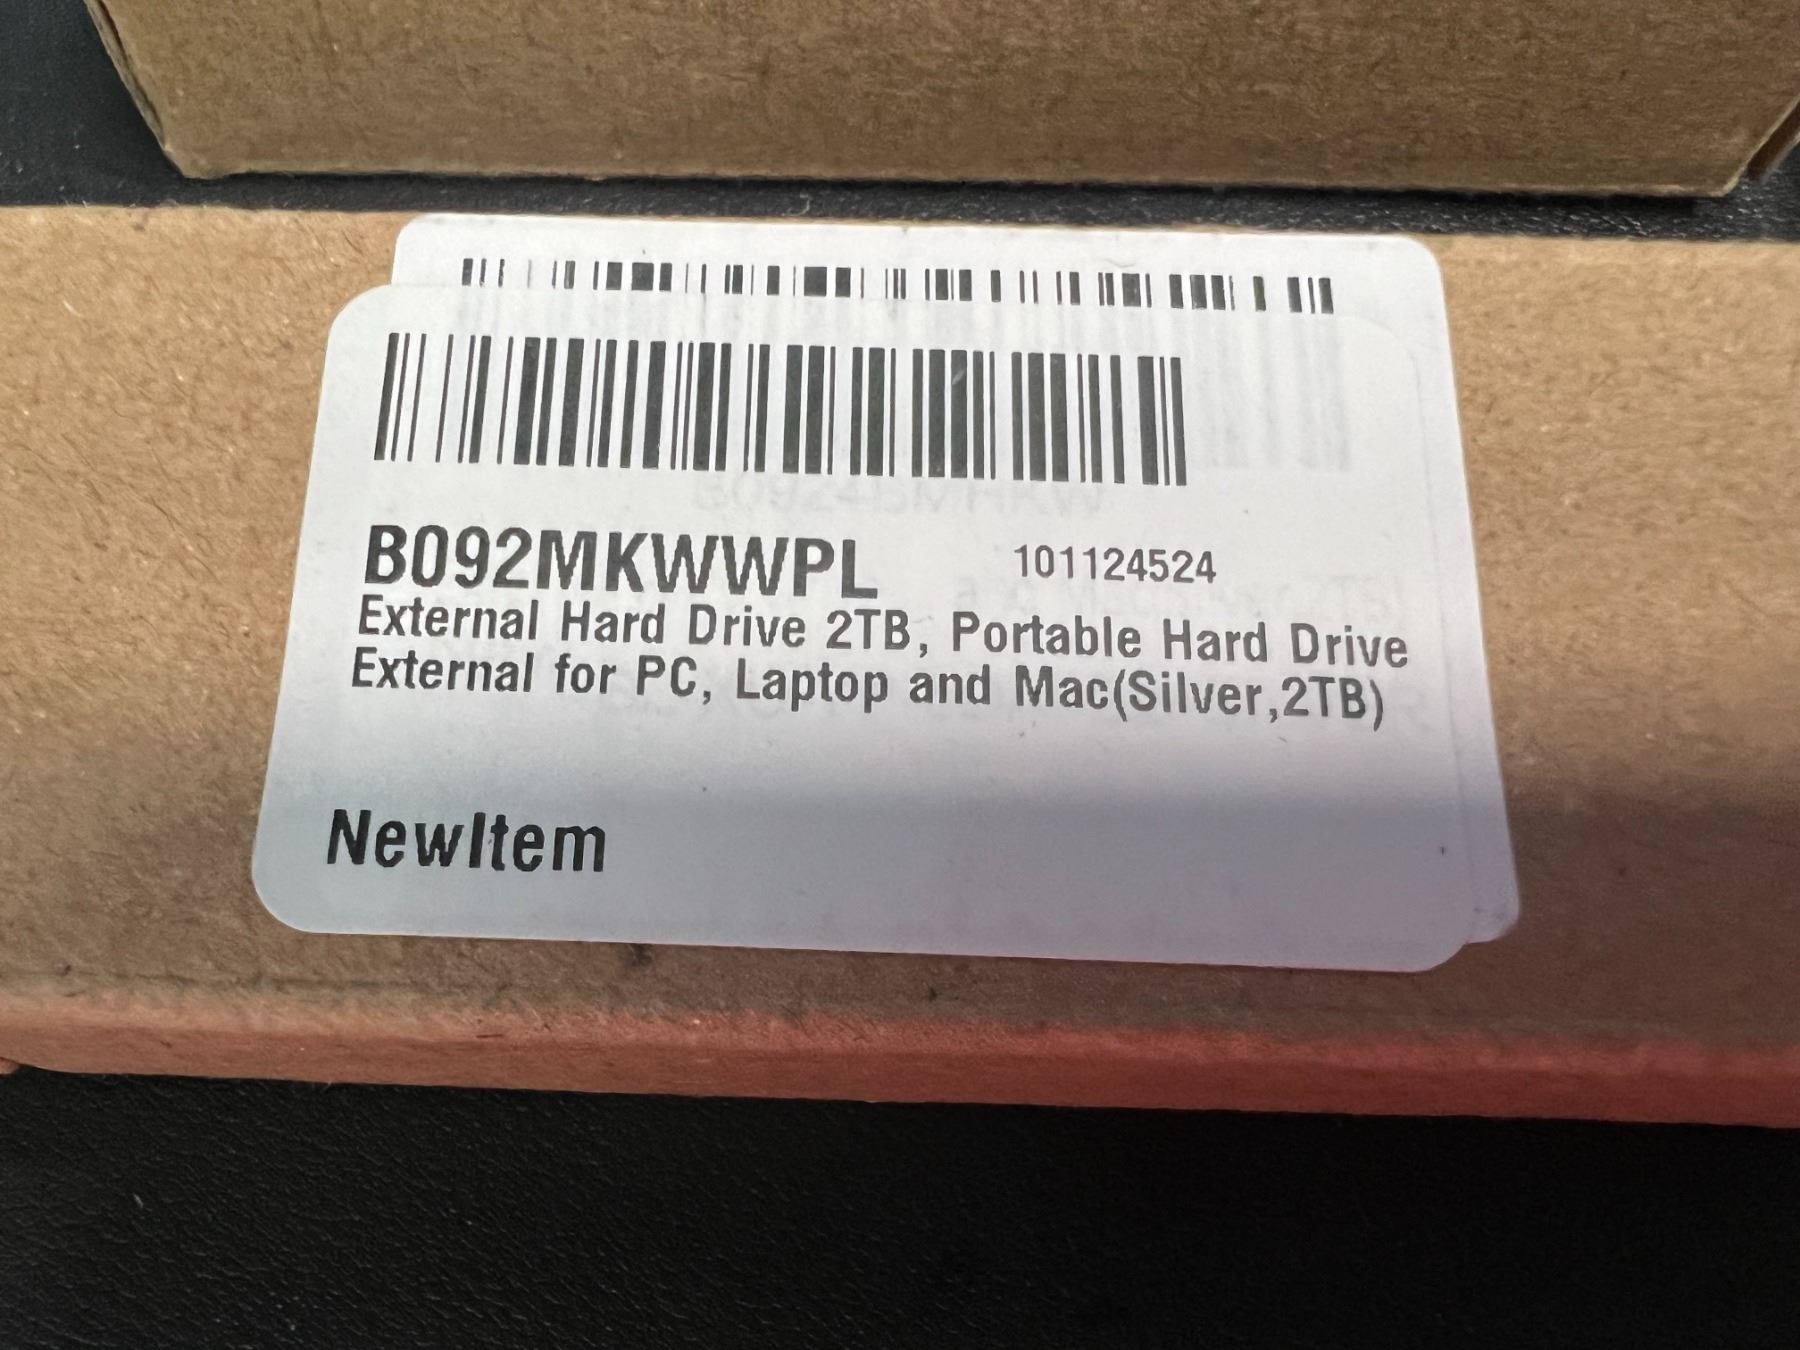 B092MKWWPL 101124524
External Hard Drive 2TB, Portable Hard Drive
External for PC, Laptop and Mac(Silver,2TB)
NewItem